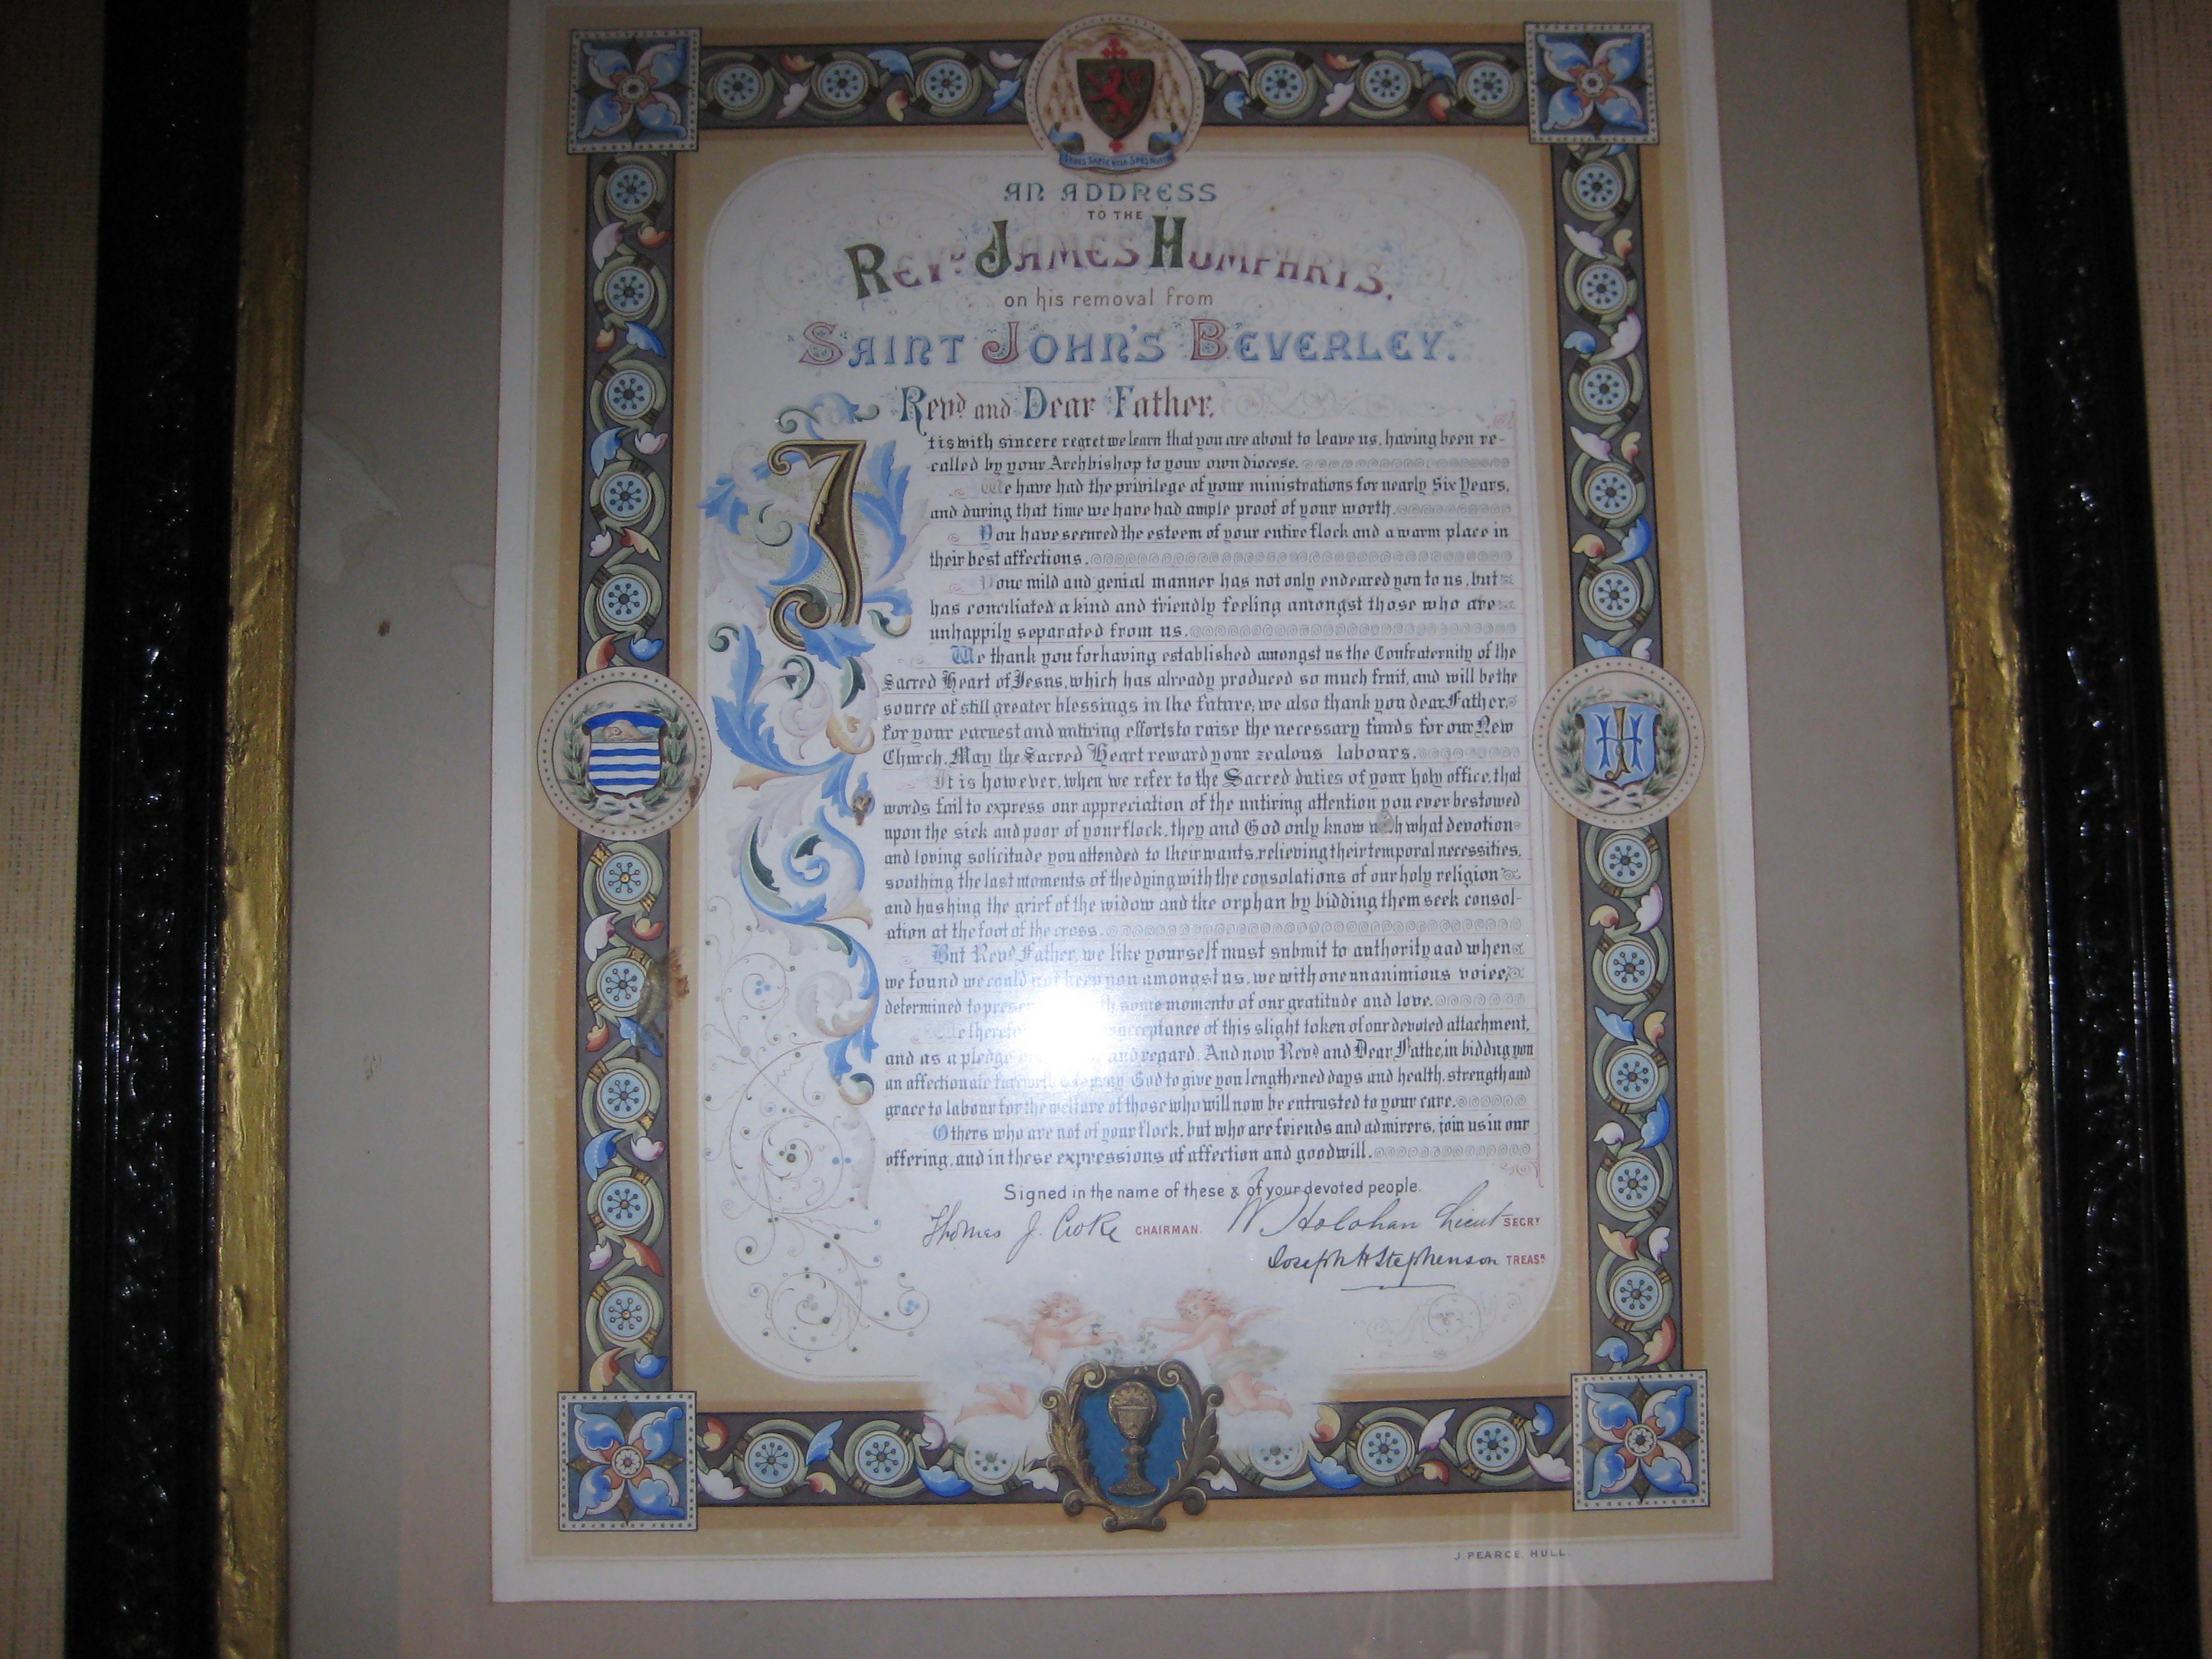 AN ADDRESS
TO THE
REVD JAMES HUMPHRYS.
on his removal from
SAINT JOHN'S BEVERLEY.
Revd and Dear Father,
It is with sincere regret we learn that you are about to leave us, having been re-
-called by your Archbishop to your own diocese.
We have had the privilege of your ministrations for nearly Six Years,
and during that time we have had ample proof of your worth.
You have secured the esteem of your entire flock and a warm place in
their best affections.
Your mild and genial manner has not only endeared you to us, but
has conciliated a kind and friendly feeling amongst those who are
unhappily separated from us.
We thank you for having established amongst us the Confraternity of the
Sacred Heart of Jesus, which has already produced so much fruit, and will be the
source of still greater blessings in the future, we also thank you dear Father,
for your earnest and untiring efforts to raise the necessary funds for our New
Church. May the Sacred Heart reward your zealous labours.
It is however, when we refer to the Sacred duties of your holy office, that
words fail to express our appreciation of the untiring attention you ever bestowed
upon the sick and poor of your flock, they and God only know with what devotion
and loving solicitude you attended to their wants, relieving their temporal necessities,
soothing the last moments of the dying with the consolations of our holy religion
and hushing the grief of the widow and the orphan by bidding them seek consol-
-ation at the foot of the cross.
But Revd Father, we like yourself must submit to authority aad when
we found we could not keep you amongst us, we with one unanimious voice,
determined to some momento of our gratitude and love.
We acceptance of this slight token of our devoted attachment,
and as a pledge and regard. And now Revd and Dear Fathe, in biddng you
an affectionate farewell pray God to give you lengthened days and health, strength and
grace to labour for the welfare of those who will now be entrusted to your care.
Others who are not of your flock, but who are friends and admirers, join us in our
offering, and in these expressions of affection and goodwill.
Signed in the name of these & of your devoted people.
Thomas J. Croke CHAIRMAN. W Holohan Lieut SECRY
Joseph H Stephenson TREASR
J. PEARCE, HULL.